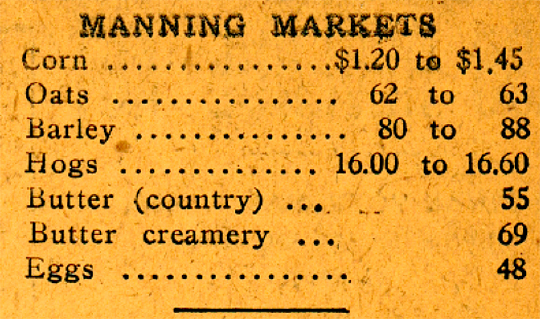 MANNING MARKETS
Corn .................$1.20 to $1.45
Oats ................ 62 to 63
Barley ............... 80 to 88
Hogs ............... 16.00 to 16.60
Butter (country) ... 55
Butter creamery ... 69
Eggs ................. 48